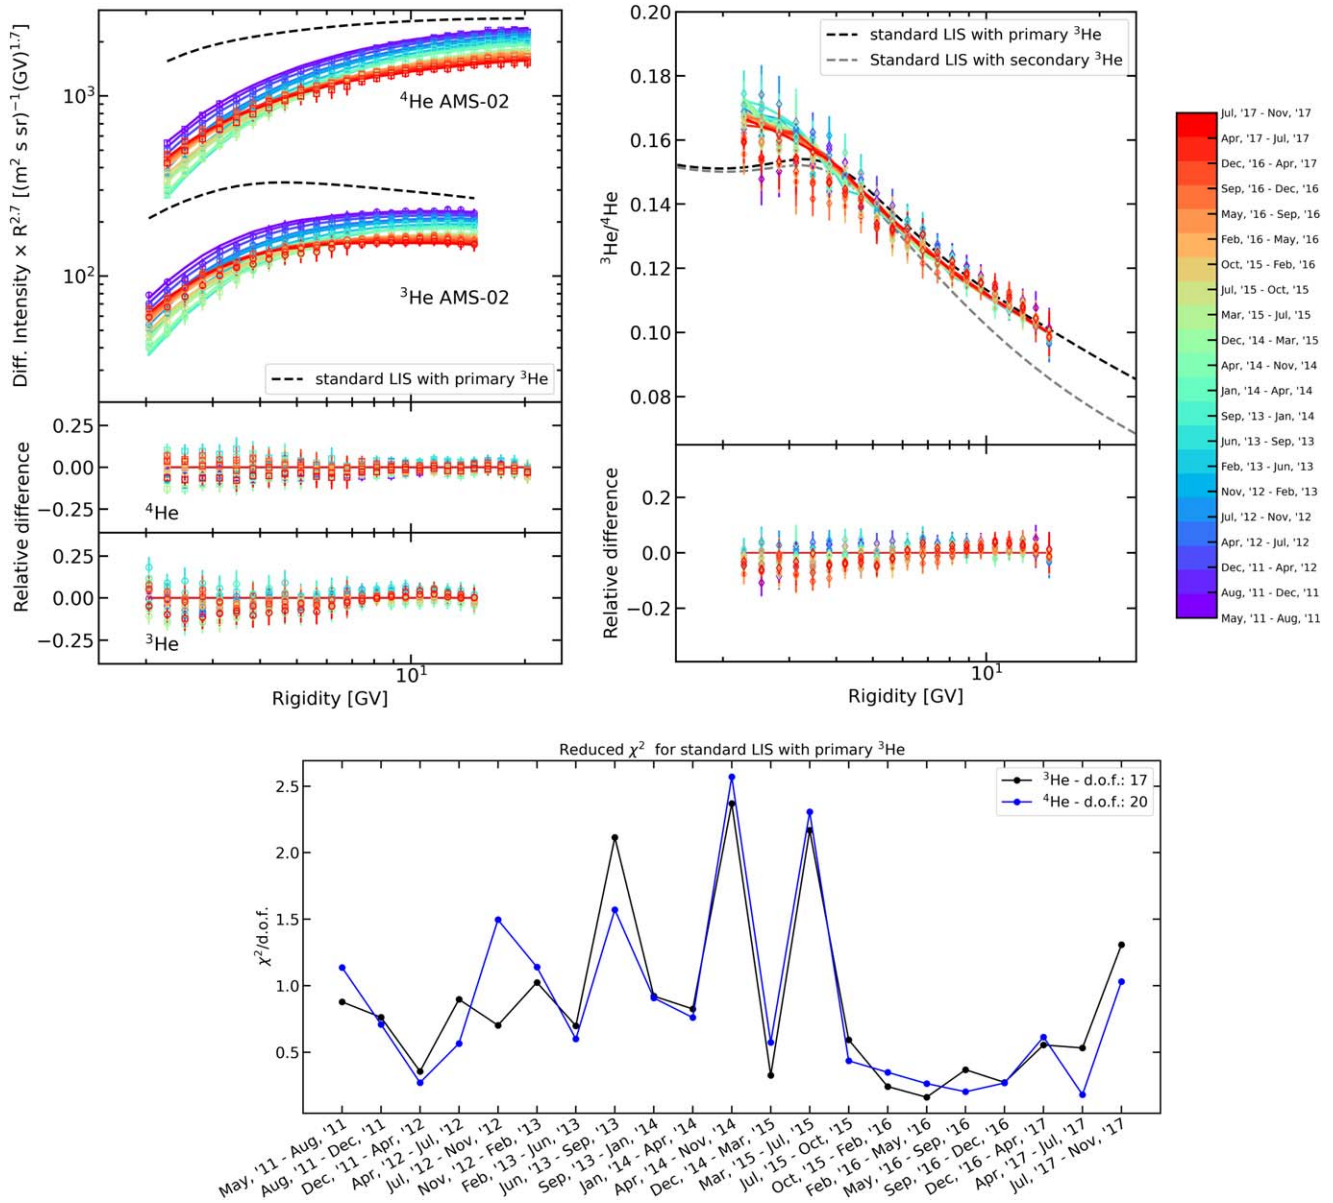 Diff. Intensity × R^2.7 [(m² s sr)⁻¹(GV)^1.7]
10³
10²
⁴He AMS-02
³He AMS-02
standard LIS with primary ³He
Relative difference
0.25
0.00
−0.25
⁴He
0.25
0.00
−0.25
³He
10¹
Rigidity [GV]
³He/⁴He
0.20
0.18
0.16
0.14
0.12
0.10
0.08
standard LIS with primary ³He
Standard LIS with secondary ³He
Relative difference
0.2
0.0
−0.2
10¹
Rigidity [GV]
Jul, '17 - Nov, '17
Apr, '17 - Jul, '17
Dec, '16 - Apr, '17
Sep, '16 - Dec, '16
May, '16 - Sep, '16
Feb, '16 - May, '16
Oct, '15 - Feb, '16
Jul, '15 - Oct, '15
Mar, '15 - Jul, '15
Dec, '14 - Mar, '15
Apr, '14 - Nov, '14
Jan, '14 - Apr, '14
Sep, '13 - Jan, '14
Jun, '13 - Sep, '13
Feb, '13 - Jun, '13
Nov, '12 - Feb, '13
Jul, '12 - Nov, '12
Apr, '12 - Jul, '12
Dec, '11 - Apr, '12
Aug, '11 - Dec, '11
May, '11 - Aug, '11
Reduced χ² for standard LIS with primary ³He
χ²/d.o.f.
2.5
2.0
1.5
1.0
0.5
³He - d.o.f.: 17
⁴He - d.o.f.: 20
May, '11 - Aug, '11
Aug, '11 - Dec, '11
Dec, '11 - Apr, '12
Apr, '12 - Jul, '12
Jul, '12 - Nov, '12
Nov, '12 - Feb, '13
Feb, '13 - Jun, '13
Jun, '13 - Sep, '13
Sep, '13 - Jan, '14
Jan, '14 - Apr, '14
Apr, '14 - Nov, '14
Dec, '14 - Mar, '15
Mar, '15 - Jul, '15
Jul, '15 - Oct, '15
Oct, '15 - Feb, '16
Feb, '16 - May, '16
May, '16 - Sep, '16
Sep, '16 - Dec, '16
Dec, '16 - Apr, '17
Apr, '17 - Jul, '17
Jul, '17 - Nov, '17